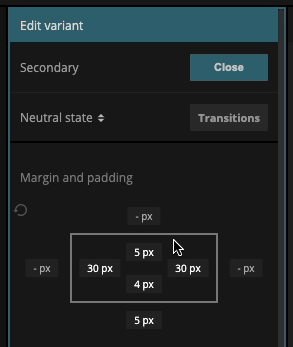 Edit variant
Secondary Close
Neutral state Transitions
Margin and padding
- px
5 px
- px 30 px 30 px - px
4 px
5 px